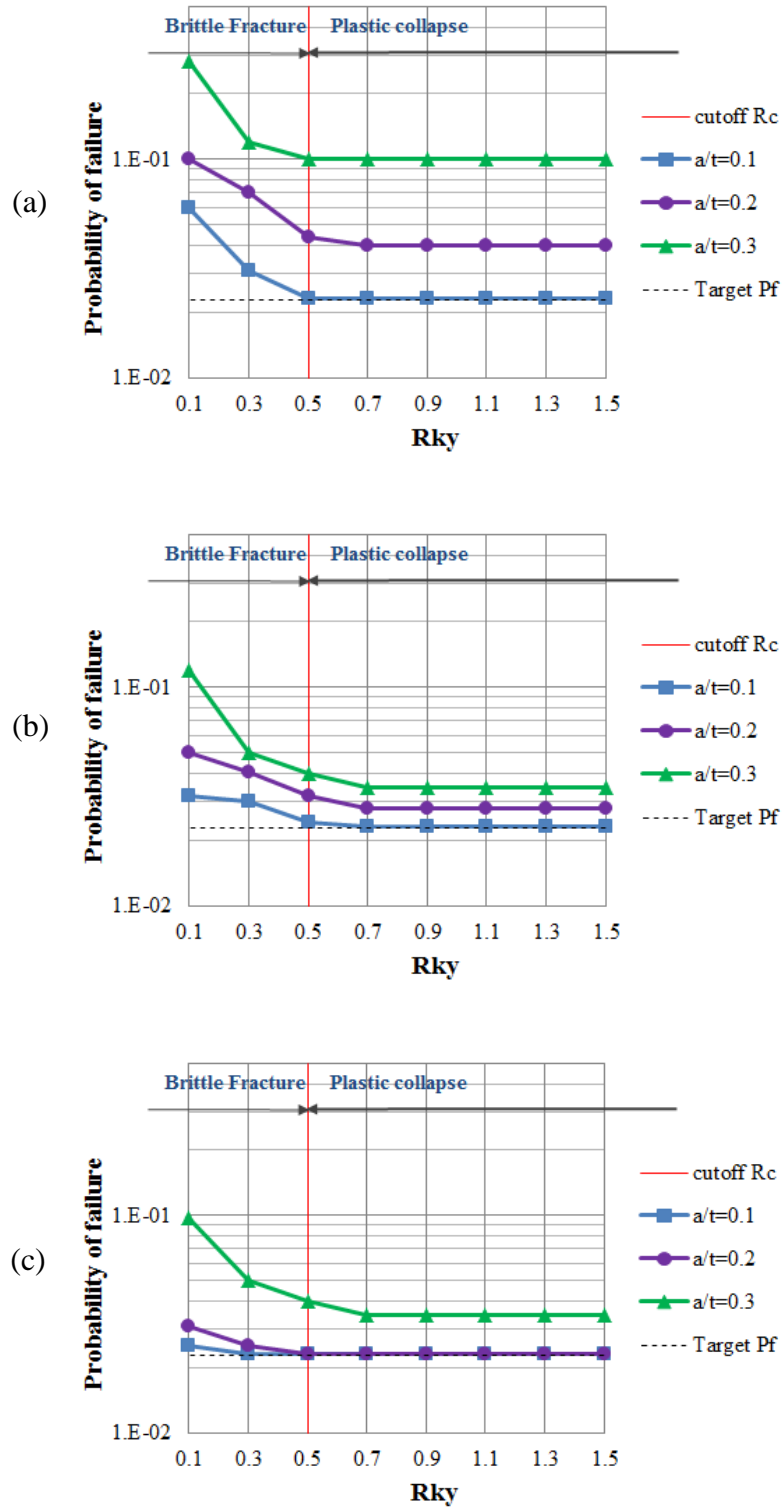 (a)
Brittle Fracture Plastic collapse
Probability of failure
1.E-01
1.E-02
0.1 0.3 0.5 0.7 0.9 1.1 1.3 1.5
Rky
cutoff Rc
a/t=0.1
a/t=0.2
a/t=0.3
Target Pf
(b)
Brittle Fracture Plastic collapse
Probability of failure
1.E-01
1.E-02
0.1 0.3 0.5 0.7 0.9 1.1 1.3 1.5
Rky
cutoff Rc
a/t=0.1
a/t=0.2
a/t=0.3
Target Pf
(c)
Brittle Fracture Plastic collapse
Probability of failure
1.E-01
1.E-02
0.1 0.3 0.5 0.7 0.9 1.1 1.3 1.5
Rky
cutoff Rc
a/t=0.1
a/t=0.2
a/t=0.3
Target Pf